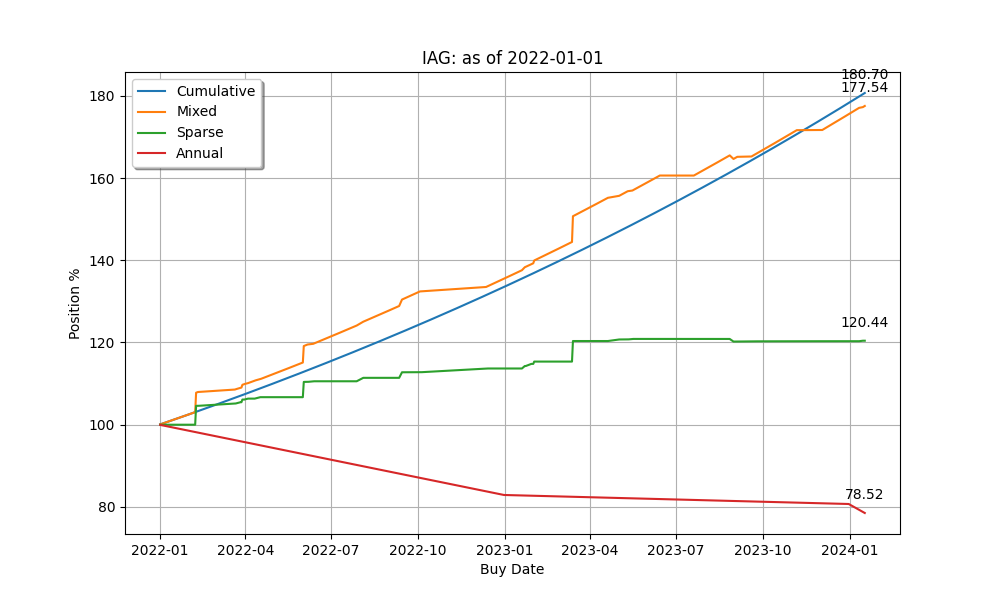 IAG: as of 2022-01-01
180.70
177.54
120.44
78.52
Cumulative
Mixed
Sparse
Annual
Position %
180
160
140
120
100
80
2022-01 2022-04 2022-07 2022-10 2023-01 2023-04 2023-07 2023-10 2024-01
Buy Date